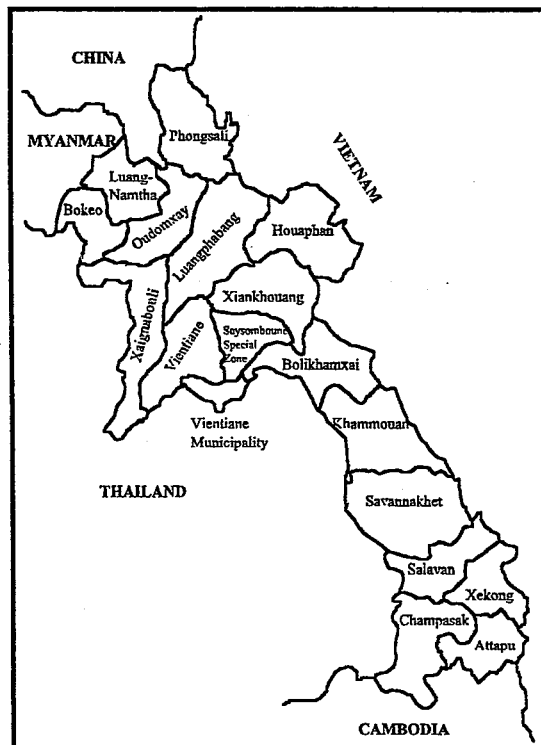 CHINA
Phongsali
MYANMAR
VIETNAM
Luang-
Namtha
Bokeo
Oudomxay
Luangphabang
Houaphan
Xiankhouang
Xaignabouli
Vientiane
Saysomboune
Special
Zone
Bolikhamxai
Vientiane
Municipality
Khammouan
THAILAND
Savannakhet
Salavan
Xekong
Champasak
Attapu
CAMBODIA